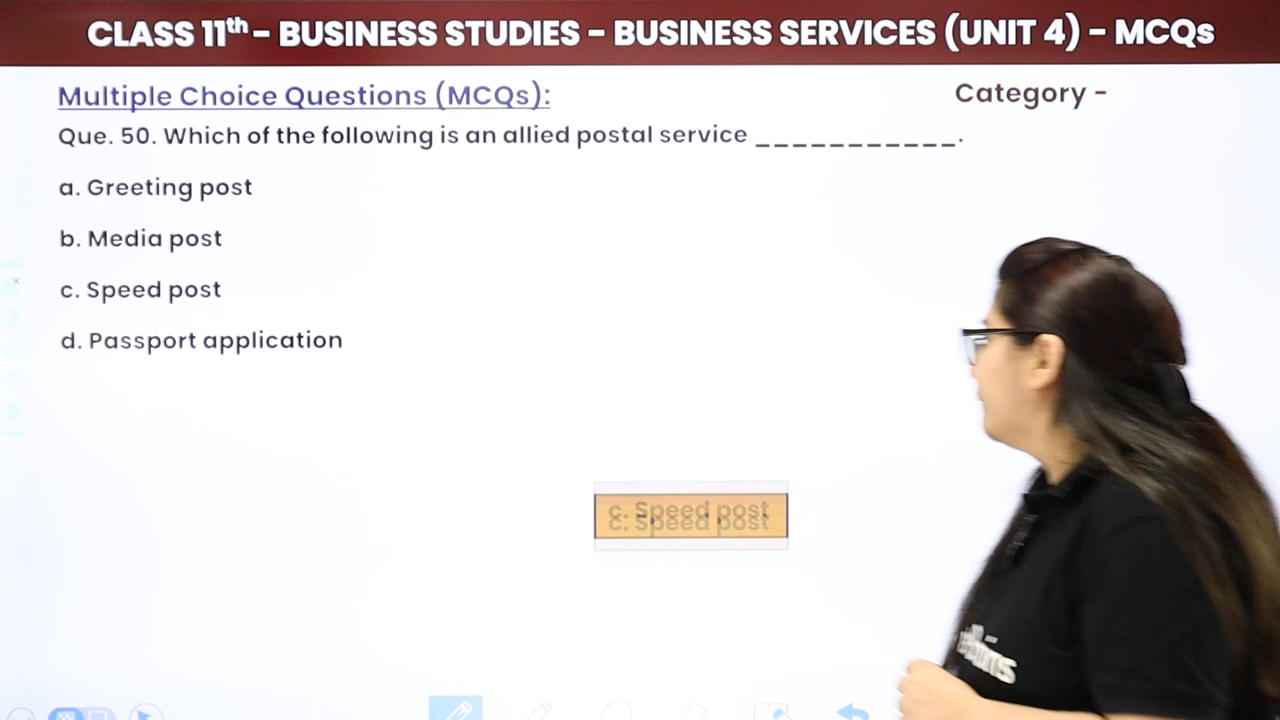 CLASS 11th - BUSINESS STUDIES - BUSINESS SERVICES (UNIT 4) - MCQs
Multiple Choice Questions (MCQs):
Category -
Que. 50. Which of the following is an allied postal service ___________.
a. Greeting post
b. Media post
c. Speed post
d. Passport application
c. Speed post